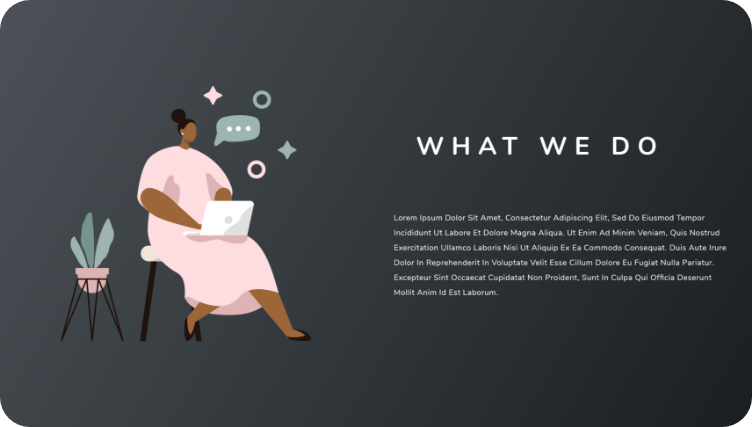 WHAT WE DO
Lorem Ipsum Dolor Sit Amet, Consectetur Adipiscing Elit, Sed Do Eiusmod Tempor
Incididunt Ut Labore Et Dolore Magna Aliqua. Ut Enim Ad Minim Veniam, Quis Nostrud
Exercitation Ullamco Laboris Nisi Ut Aliquip Ex Ea Commodo Consequat. Duis Aute Irure
Dolor In Reprehenderit In Voluptate Velit Esse Cillum Dolore Eu Fugiat Nulla Pariatur.
Excepteur Sint Occaecat Cupidatat Non Proident, Sunt In Culpa Qui Officia Deserunt
Mollit Anim Id Est Laborum.